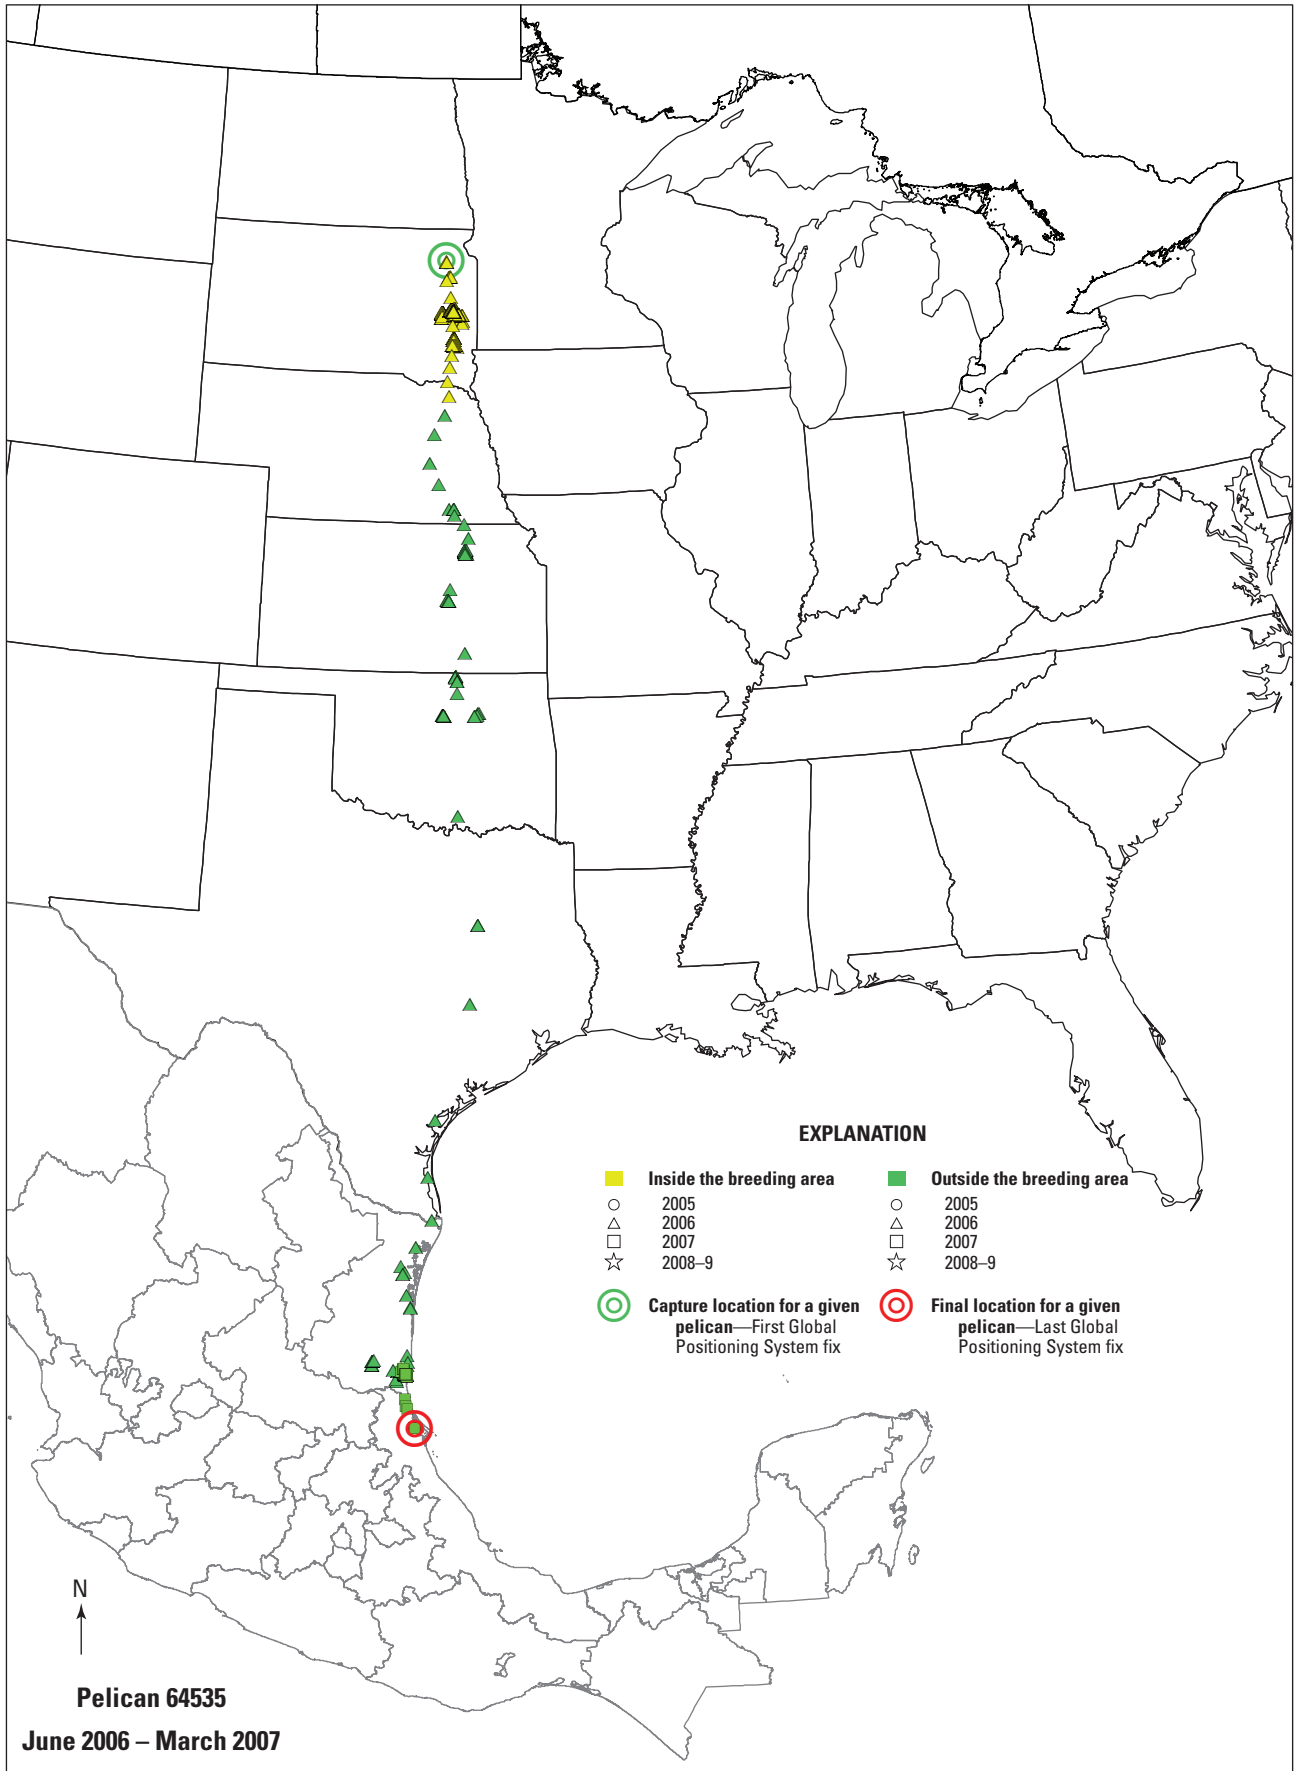 EXPLANATION
Inside the breeding area
2005
2006
2007
2008–9
Capture location for a given
pelican—First Global
Positioning System fix
Outside the breeding area
2005
2006
2007
2008–9
Final location for a given
pelican—Last Global
Positioning System fix
N
Pelican 64535
June 2006 – March 2007